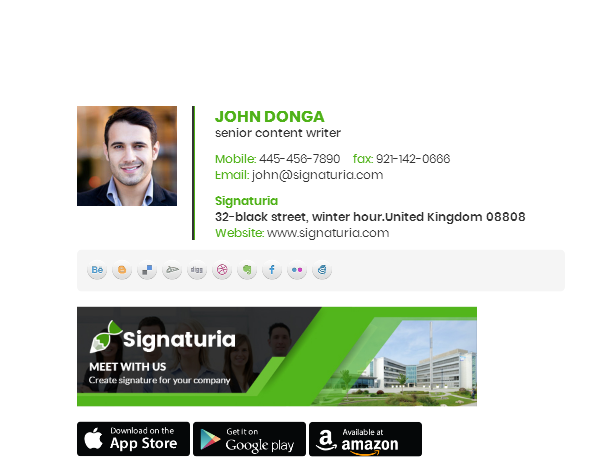 JOHN DONGA
senior content writer
Mobile: 445-456-7890 fax: 921-142-0666
Email: john@signaturia.com
Signaturia
32-black street, winter hour.United Kingdom 08808
Website: www.signaturia.com
Bē
digg
f
Signaturia
MEET WITH US
Create signature for your company
Download on the
App Store
Get it on
Google play
a
Available at
amazon